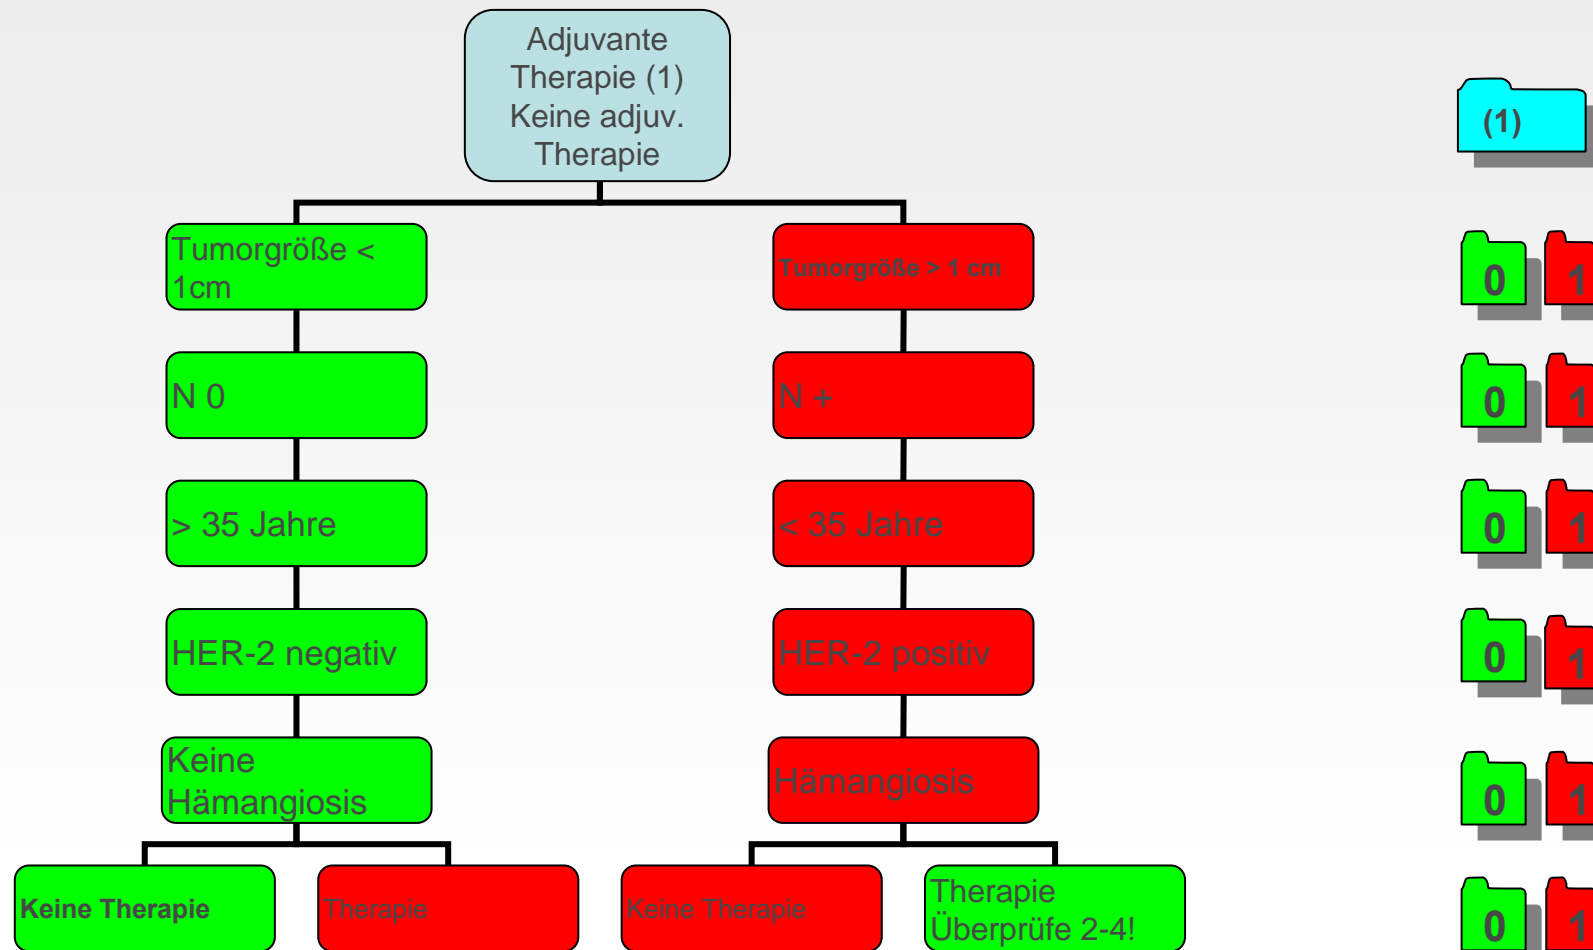 Adjuvante
Therapie (1)
Keine adjuv.
Therapie
(1)
Tumorgröße <
1cm
Tumorgröße > 1 cm
0 1
N 0
N +
0 1
> 35 Jahre
< 35 Jahre
0 1
HER-2 negativ
HER-2 positiv
0 1
Keine
Hämangiosis
Hämangiosis
0 1
Keine Therapie
Therapie
Keine Therapie
Therapie
Überprüfe 2-4!
0 1